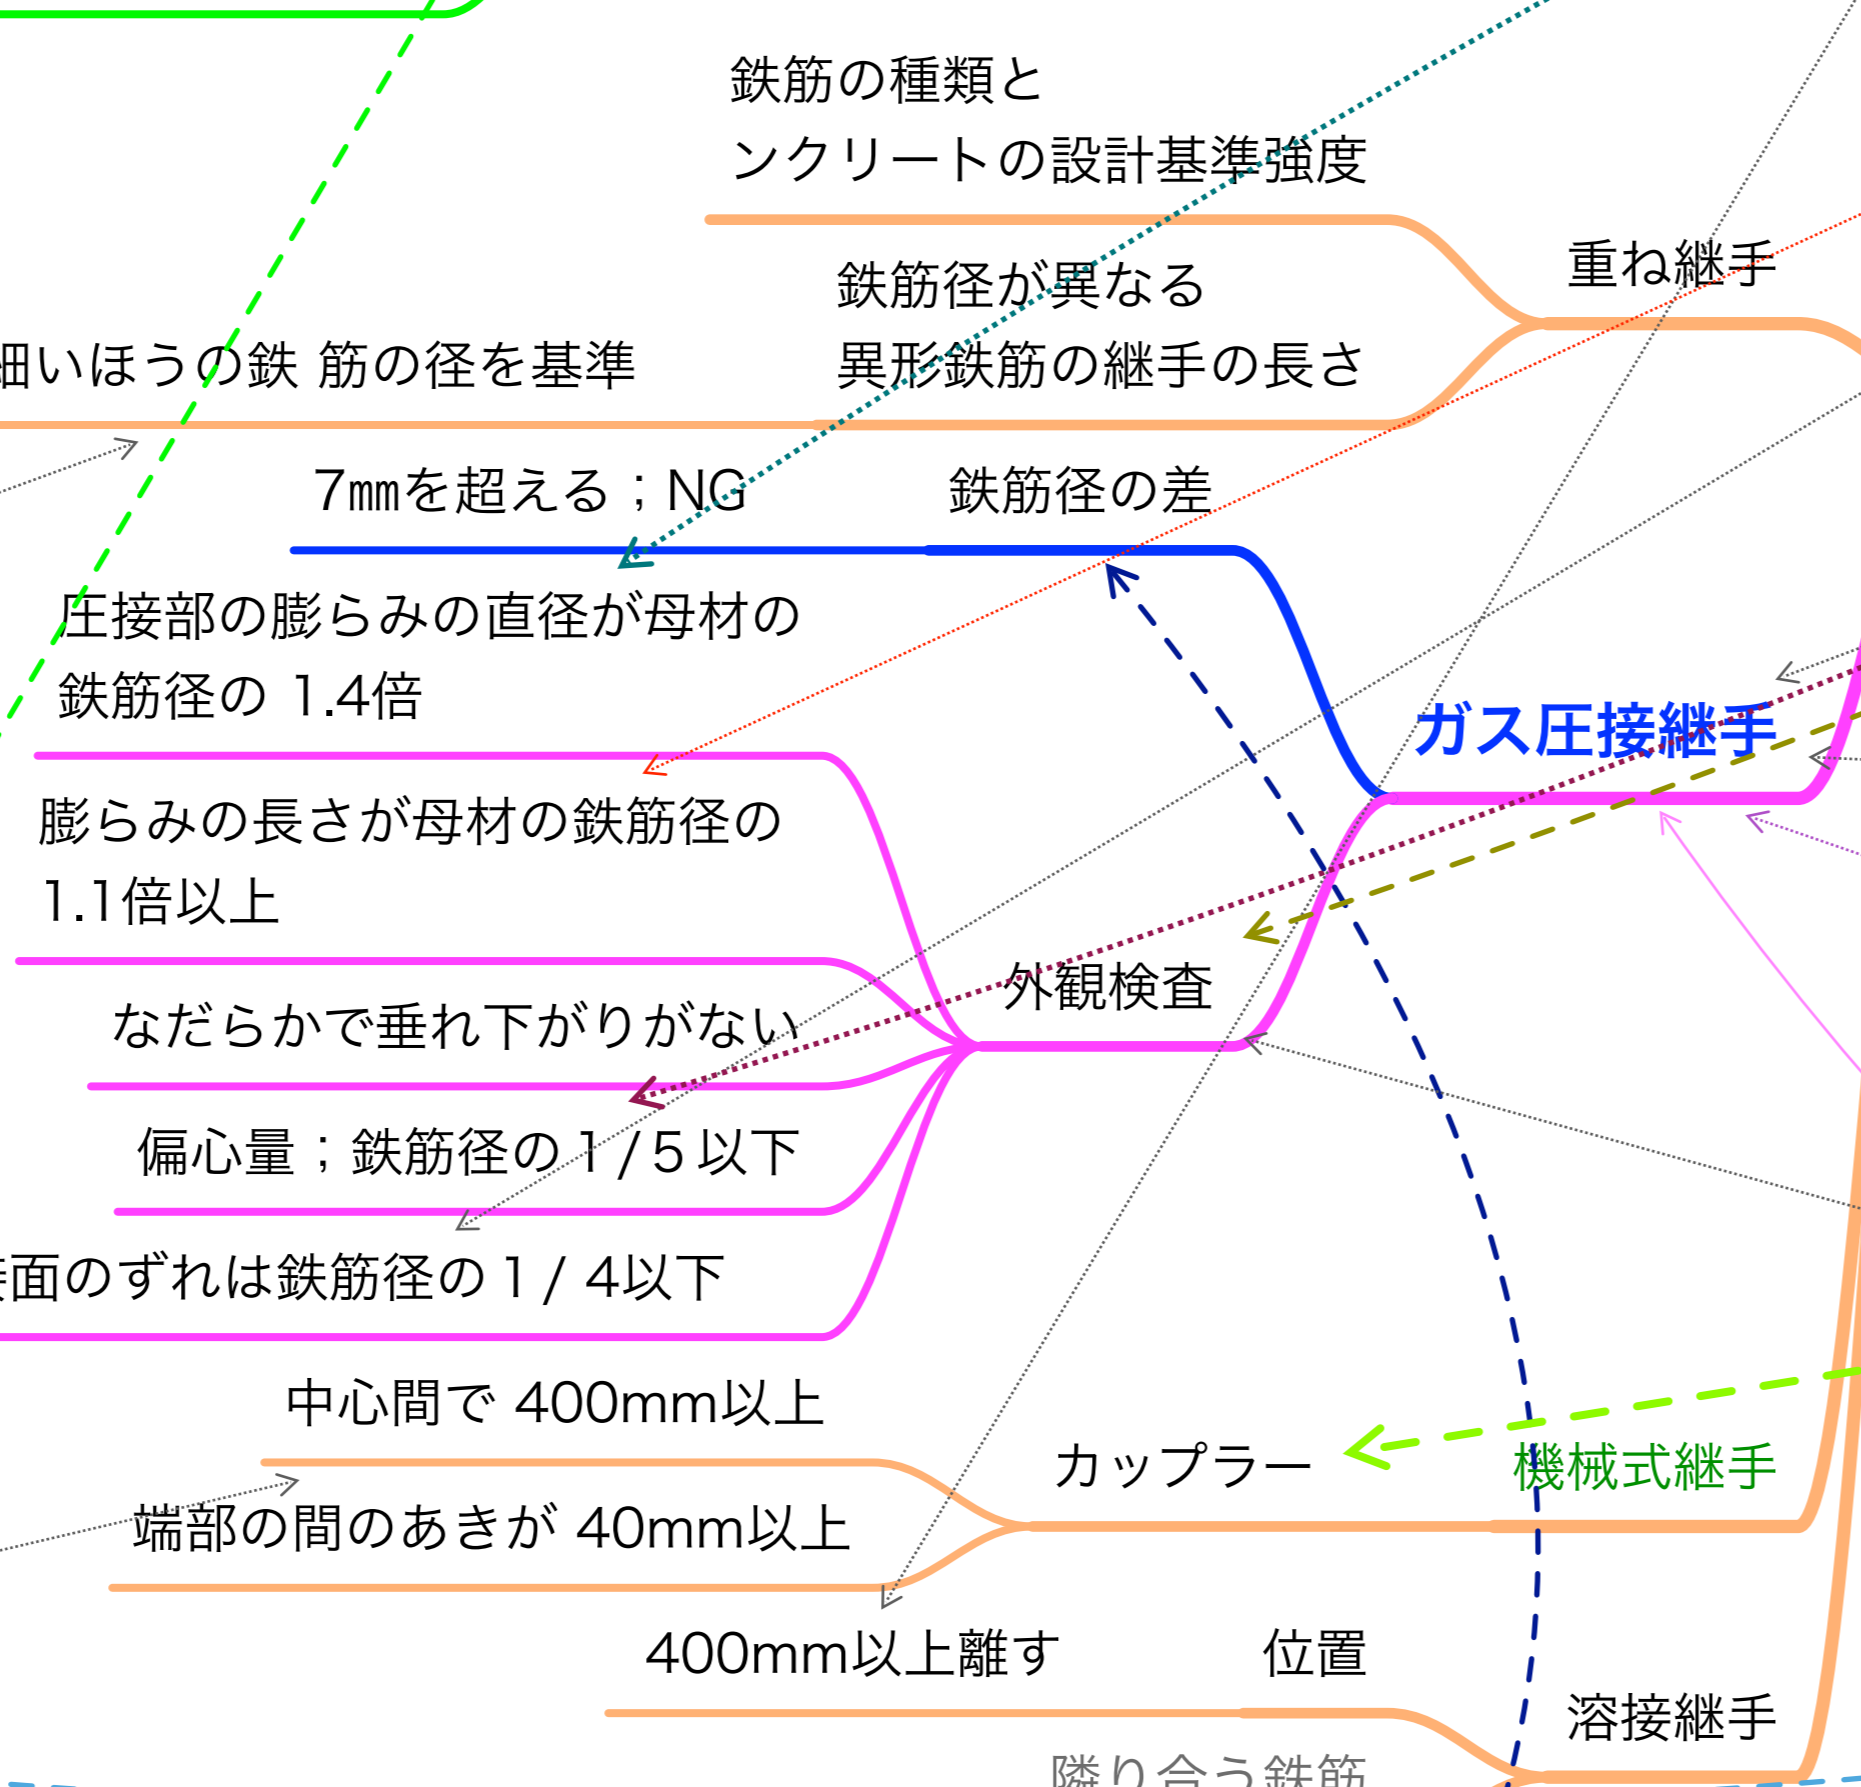 鉄筋の種類と
ンクリートの設計基準強度
重ね継手
鉄筋径が異なる
異形鉄筋の継手の長さ
細いほうの鉄 筋の径を基準
7㎜を超える；NG
鉄筋径の差
圧接部の膨らみの直径が母材の
鉄筋径の 1.4倍
ガス圧接継手
膨らみの長さが母材の鉄筋径の
1.1倍以上
外観検査
なだらかで垂れ下がりがない
偏心量；鉄筋径の１/５以下
面のずれは鉄筋径の１/ 4以下
中心間で 400mm以上
カップラー
機械式継手
端部の間のあきが 40mm以上
400mm以上離す
位置
溶接継手
隣り合う鉄筋